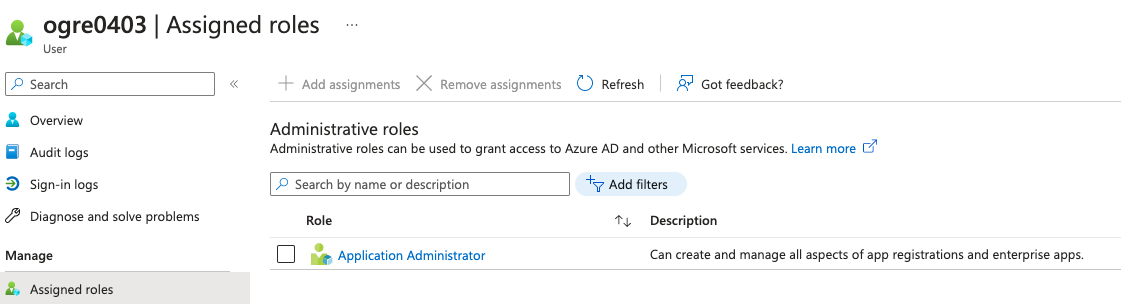 ogre0403 | Assigned roles ...
User
Search
«
Add assignments
Remove assignments
Refresh
Got feedback?
Overview
Audit logs
Sign-in logs
Diagnose and solve problems
Manage
Assigned roles
Administrative roles
Administrative roles can be used to grant access to Azure AD and other Microsoft services. Learn more
Search by name or description
Add filters
Role
Description
Application Administrator
Can create and manage all aspects of app registrations and enterprise apps.